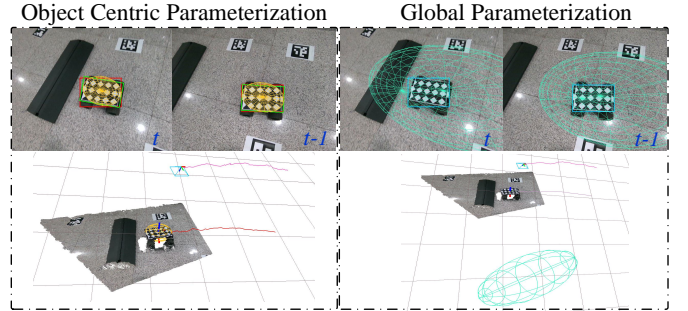 Object Centric Parameterization
Global Parameterization
t
t-1
t
t-1